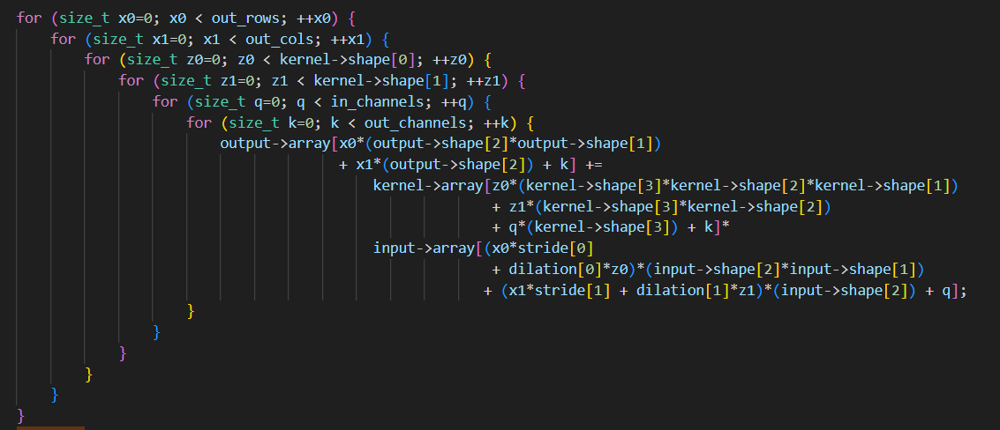 for (size_t x0=0; x0 < out_rows; ++x0) {
    for (size_t x1=0; x1 < out_cols; ++x1) {
        for (size_t z0=0; z0 < kernel->shape[0]; ++z0) {
            for (size_t z1=0; z1 < kernel->shape[1]; ++z1) {
                for (size_t q=0; q < in_channels; ++q) {
                    for (size_t k=0; k < out_channels; ++k) {
                        output->array[x0*(output->shape[2]*output->shape[1])
                                      + x1*(output->shape[2]) + k] +=
                                          kernel->array[z0*(kernel->shape[3]*kernel->shape[2]*kernel->shape[1])
                                                        + z1*(kernel->shape[3]*kernel->shape[2])
                                                        + q*(kernel->shape[3]) + k]*
                                          input->array[(x0*stride[0]
                                                        + dilation[0]*z0)*(input->shape[2]*input->shape[1])
                                                       + (x1*stride[1] + dilation[1]*z1)*(input->shape[2]) + q];
                    }
                }
            }
        }
    }
}